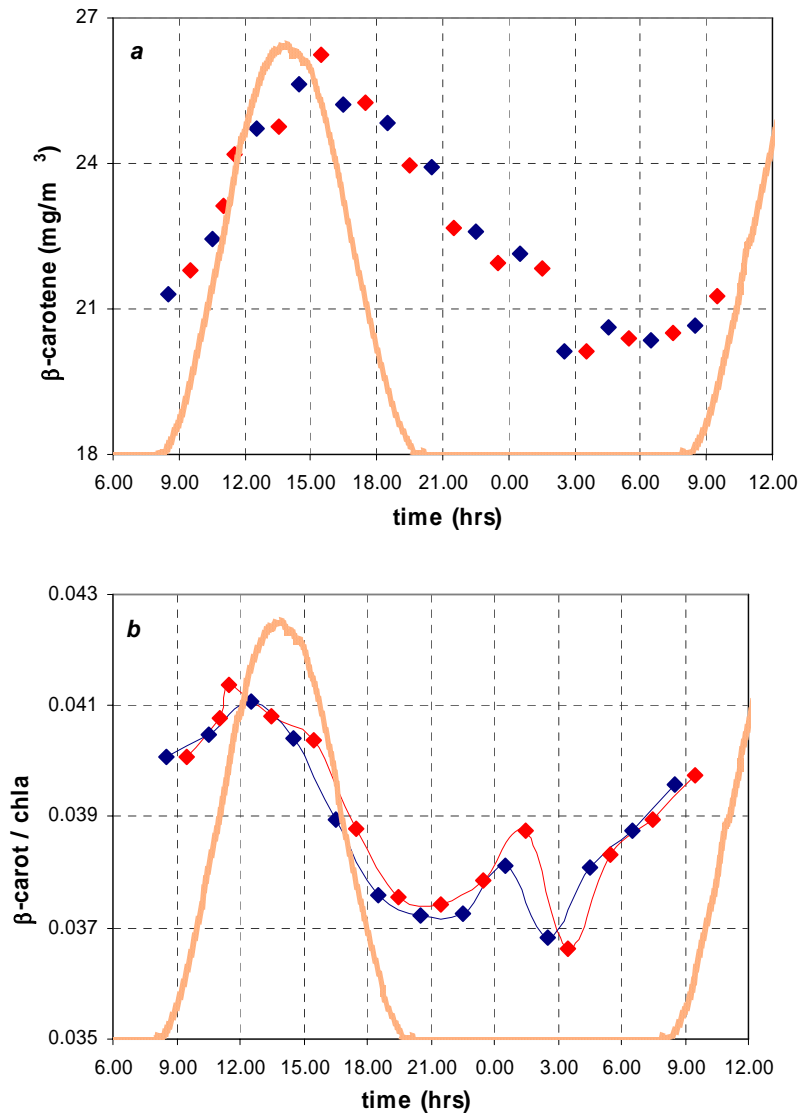 27
a
24
21
18
β-carotene (mg/m ³)
6.00 9.00 12.00 15.00 18.00 21.00 0.00 3.00 6.00 9.00 12.00
time (hrs)
0.043
b
0.041
0.039
0.037
0.035
β-carot / chla
6.00 9.00 12.00 15.00 18.00 21.00 0.00 3.00 6.00 9.00 12.00
time (hrs)